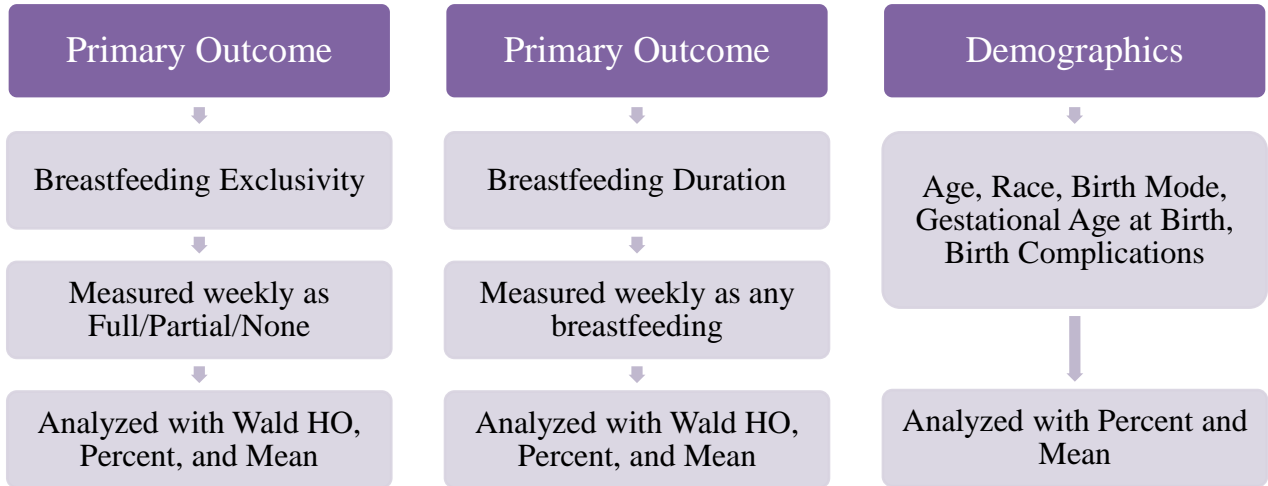 Primary Outcome
Breastfeeding Exclusivity
Measured weekly as
Full/Partial/None
Analyzed with Wald HO,
Percent, and Mean
Primary Outcome
Breastfeeding Duration
Measured weekly as any
breastfeeding
Analyzed with Wald HO,
Percent, and Mean
Demographics
Age, Race, Birth Mode,
Gestational Age at Birth,
Birth Complications
Analyzed with Percent and
Mean